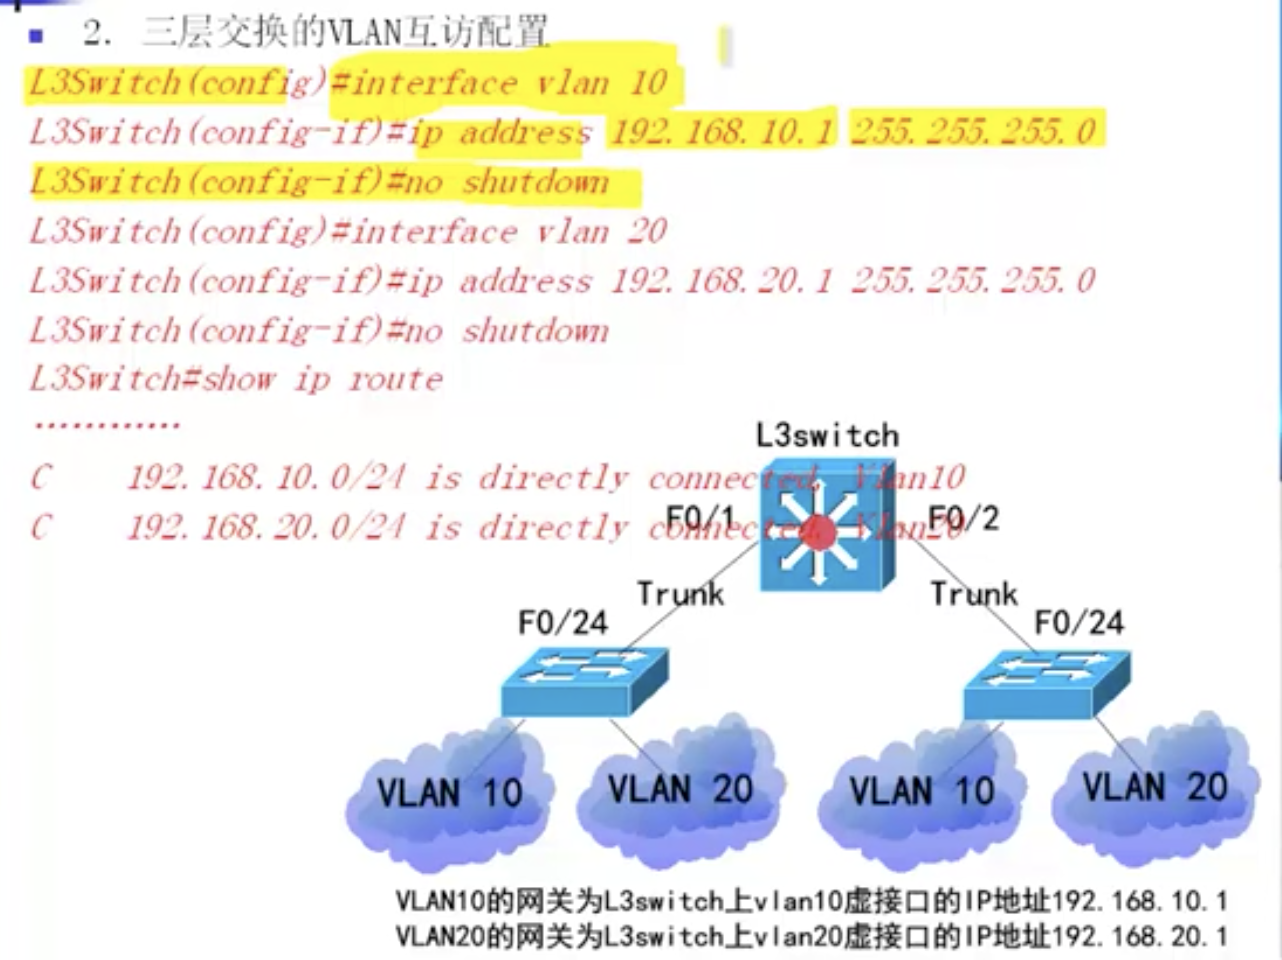 2. 三层交换的VLAN互访配置
L3Switch(config)#interface vlan 10
L3Switch(config-if)#ip address 192.168.10.1 255.255.255.0
L3Switch(config-if)#no shutdown
L3Switch(config)#interface vlan 20
L3Switch(config-if)#ip address 192.168.20.1 255.255.255.0
L3Switch(config-if)#no shutdown
L3Switch#show ip route
............
L3switch
C 192.168.10.0/24 is directly connected, Vlan10
F0/1 F0/2
C 192.168.20.0/24 is directly connected, Vlan20
Trunk Trunk
F0/24 F0/24
VLAN 10 VLAN 20 VLAN 10 VLAN 20
VLAN10的网关为L3switch上vlan10虚接口的IP地址192.168.10.1
VLAN20的网关为L3switch上vlan20虚接口的IP地址192.168.20.1